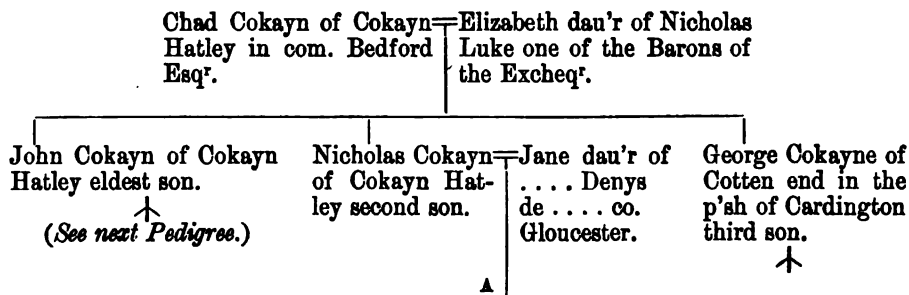 Chad Cokayn of Cokayn
Hatley in com. Bedford
Esqr.
Elizabeth dau'r of Nicholas
Luke one of the Barons of
the Excheqr.
John Cokayn of Cokayn
Hatley eldest son.
(See next Pedigree.)
Nicholas Cokayn
of Cokayn Hat-
ley second son.
Jane dau'r of
.... Denys
de .... co.
Gloucester.
George Cokayne of
Cotten end in the
p'sh of Cardington
third son.
A